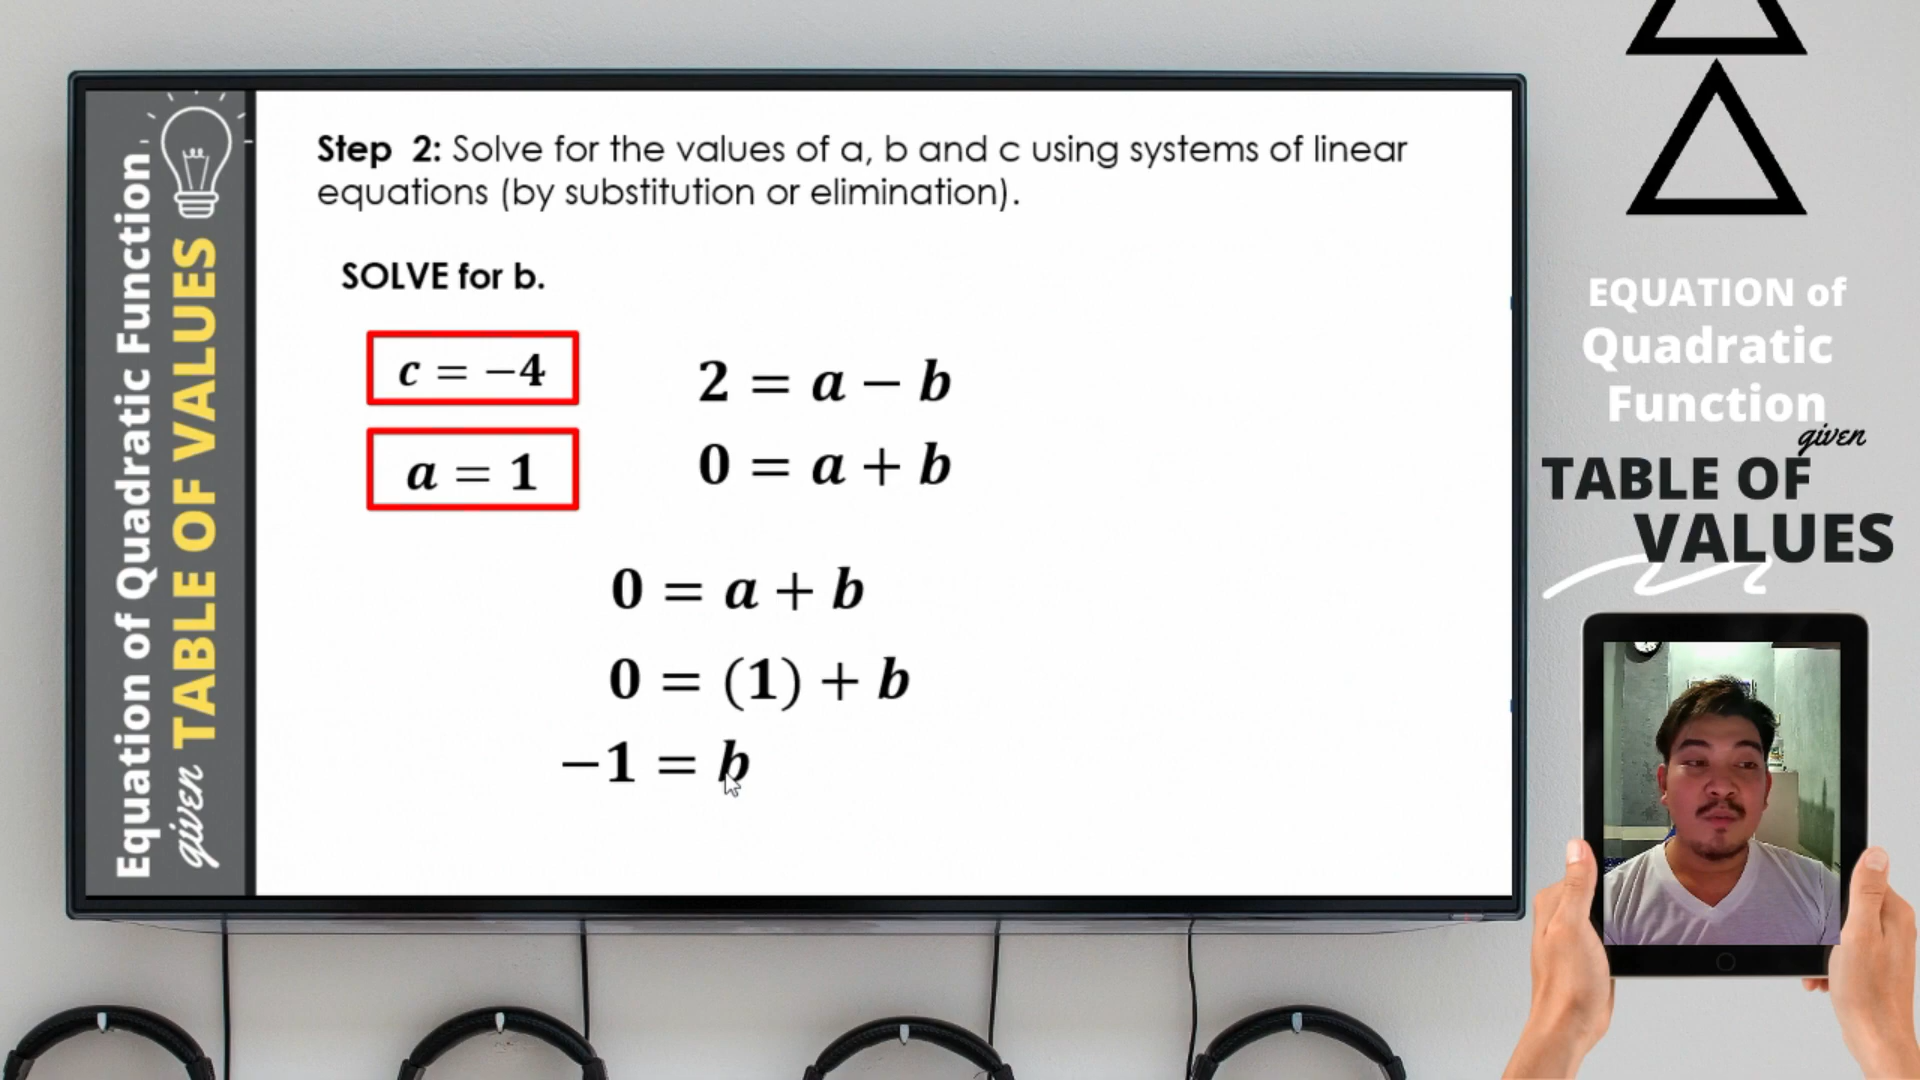 Equation of Quadratic Function
given TABLE OF VALUES
Step 2: Solve for the values of a, b and c using systems of linear
equations (by substitution or elimination).
SOLVE for b.
c = −4
a = 1
2 = a − b
0 = a + b
0 = a + b
0 = (1) + b
−1 = b
EQUATION of
Quadratic
Function
given
TABLE OF
VALUES